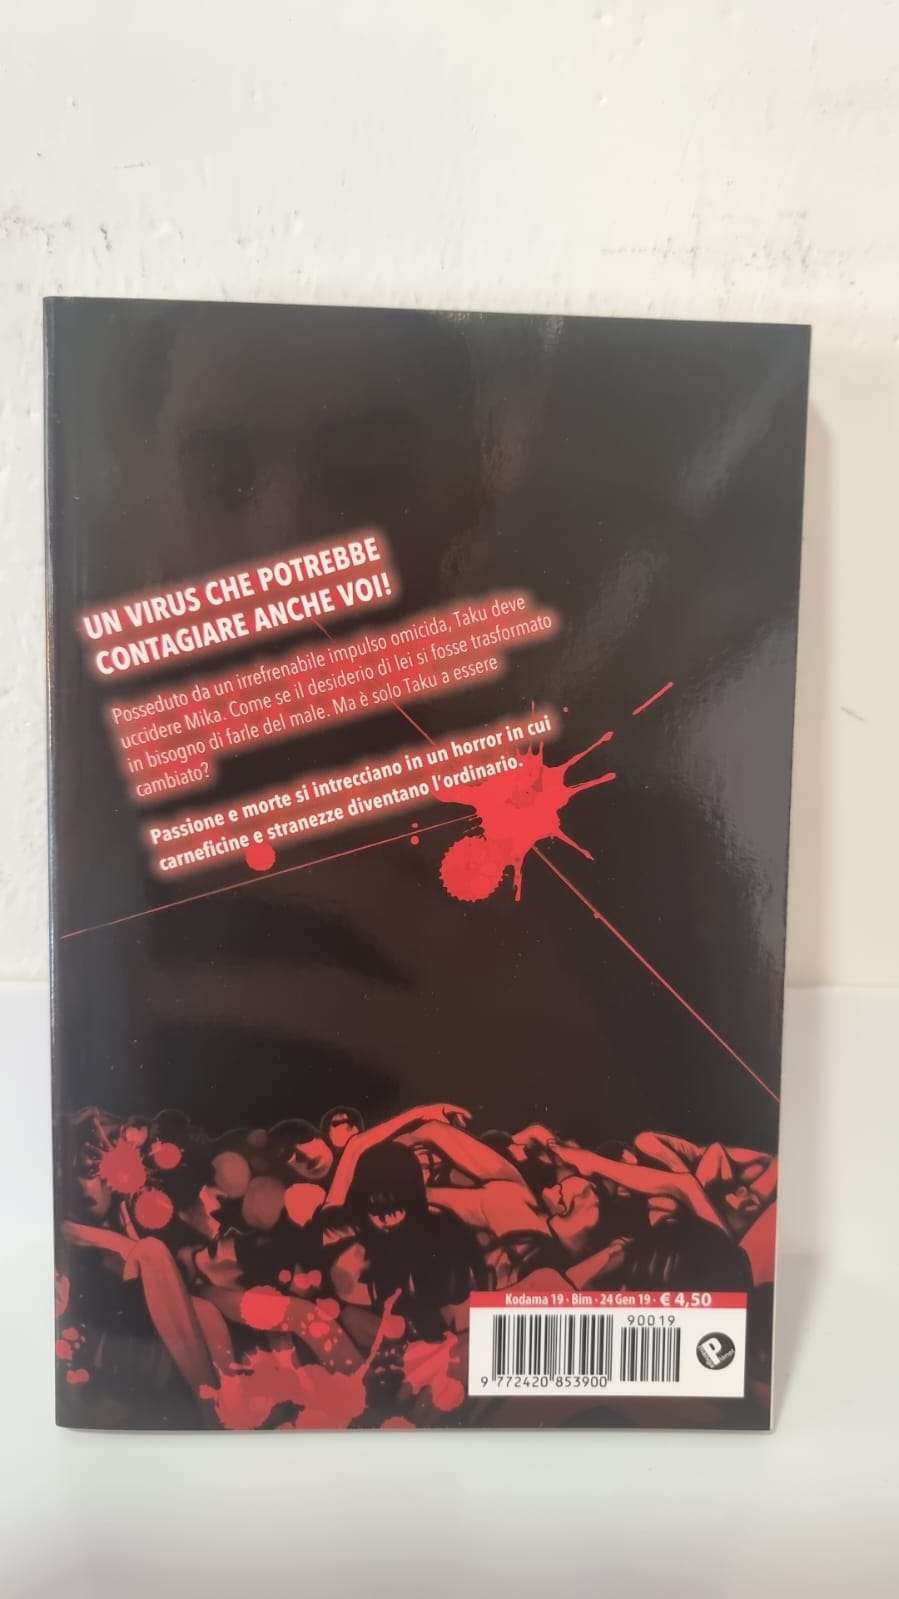 UN VIRUS CHE POTREBBE
CONTAGIARE ANCHE VOI!
Posseduto da un irrefrenabile impulso omicida, Taku deve
uccidere Mika. Come se il desiderio di lei si fosse trasformato
in bisogno di farle del male. Ma è solo Taku a essere
cambiato?
Passione e morte si intrecciano in un horror in cui
carneficine e stranezze diventano l'ordinario.
Kodama 19 · Bim · 24 Gen 19 · € 4,50
90019
9 772420 853900
P